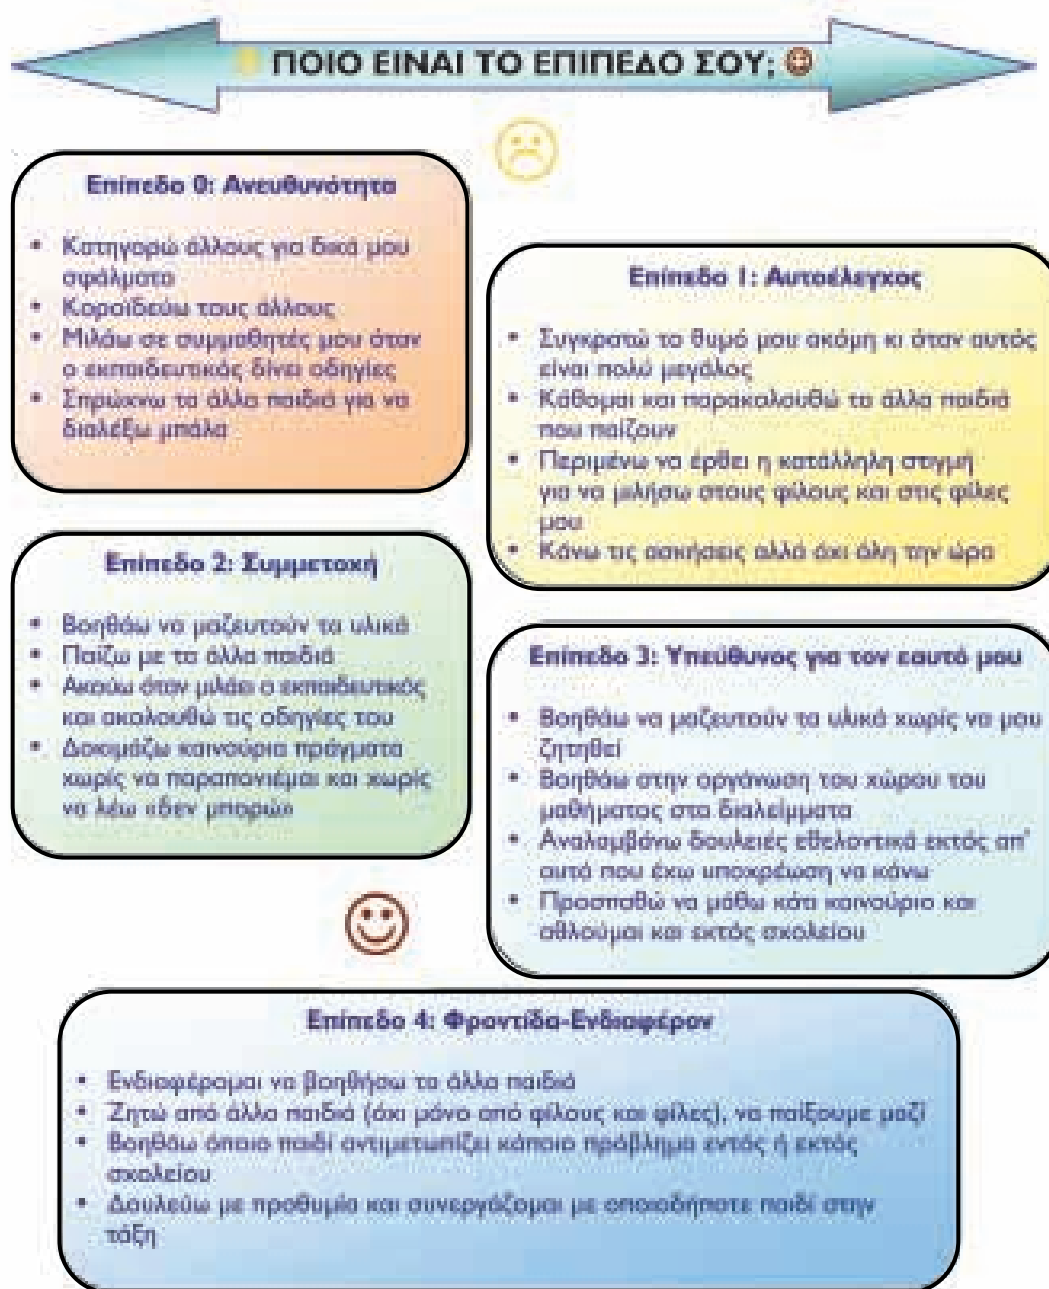 ΠΟΙΟ ΕΙΝΑΙ ΤΟ ΕΠΙΠΕΔΟ ΣΟΥ;
Επίπεδο 0: Ανευθυνότητα
• Κατηγορώ άλλους για δικά μου
σφάλματα
• Κοροϊδεύω τους άλλους
• Μιλάω σε συμμαθητές μου όταν
ο εκπαιδευτικός δίνει οδηγίες
• Σπρώχνω τα άλλα παιδιά για να
διαλέξω μπάλα
Επίπεδο 1: Αυτοέλεγχος
• Συγκρατώ το θυμό μου ακόμη κι όταν αυτός
είναι πολύ μεγάλος
• Κάθομαι και παρακολουθώ τα άλλα παιδιά
που παίζουν
• Περιμένω να έρθει η κατάλληλη στιγμή
για να μιλήσω στους φίλους και στις φίλες
μου
• Κάνω τις ασκήσεις αλλά όχι όλη την ώρα
Επίπεδο 2: Συμμετοχή
• Βοηθάω να μαζευτούν τα υλικά
• Παίζω με τα άλλα παιδιά
• Ακούω όταν μιλάει ο εκπαιδευτικός
και ακολουθώ τις οδηγίες του
• Δοκιμάζω καινούρια πράγματα
χωρίς να παραπονιέμαι και χωρίς
να λέω «δεν μπορώ»
Επίπεδο 3: Υπεύθυνος για τον εαυτό μου
• Βοηθάω να μαζευτούν τα υλικά χωρίς να μου
ζητηθεί
• Βοηθάω στην οργάνωση του χώρου του
μαθήματος στα διαλείμματα
• Αναλαμβάνω δουλειές εθελοντικά εκτός απ'
αυτά που έχω υποχρέωση να κάνω
• Προσπαθώ να μάθω κάτι καινούριο και
αθλούμαι και εκτός σχολείου
Επίπεδο 4: Φροντίδα-Ενδιαφέρον
• Ενδιαφέρομαι να βοηθήσω τα άλλα παιδιά
• Ζητώ από άλλα παιδιά (όχι μόνο από φίλους και φίλες), να παίξουμε μαζί
• Βοηθάω όποιο παιδί αντιμετωπίζει κάποιο πρόβλημα εντός ή εκτός
σχολείου
• Δουλεύω με προθυμία και συνεργάζομαι με οποιοδήποτε παιδί στην
τάξη